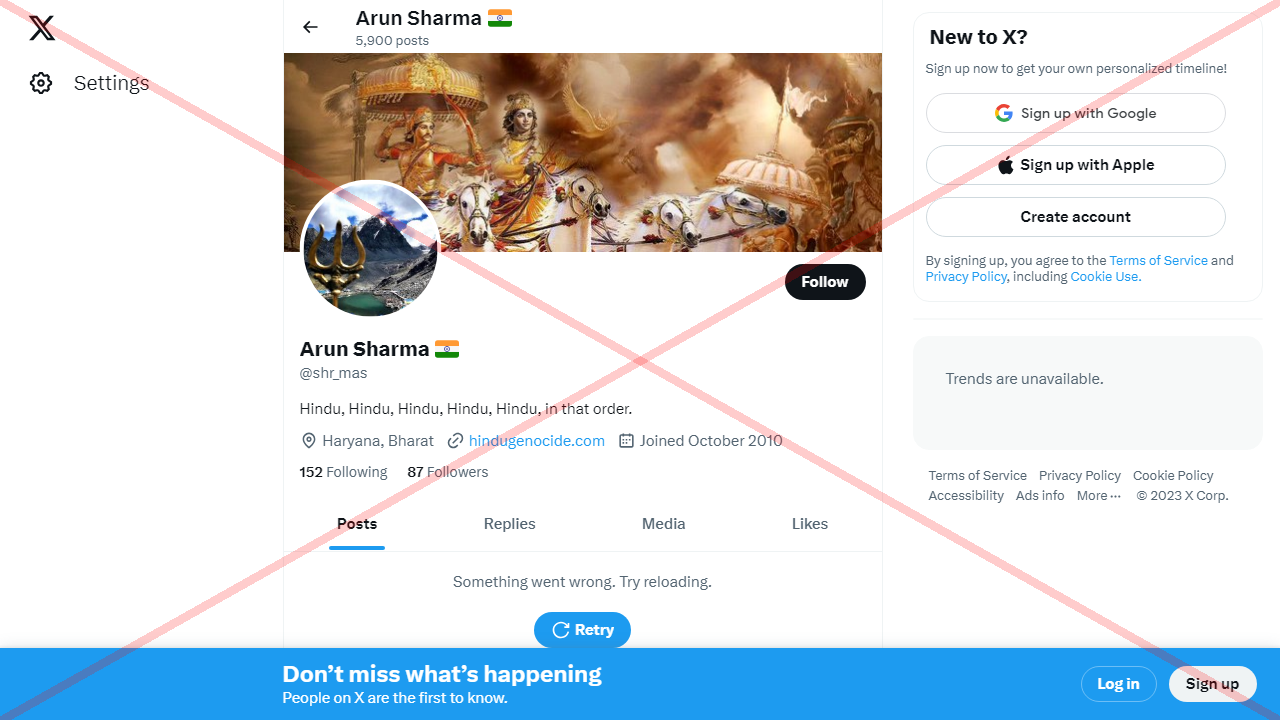 Settings
Arun Sharma
5,900 posts
Follow
Arun Sharma
@shr_mas
Hindu, Hindu, Hindu, Hindu, Hindu, in that order.
Haryana, Bharat hindugenocide.com Joined October 2010
152 Following 87 Followers
Posts Replies Media Likes
Something went wrong. Try reloading.
Retry
New to X?
Sign up now to get your own personalized timeline!
Sign up with Google
Sign up with Apple
Create account
By signing up, you agree to the Terms of Service and
Privacy Policy, including Cookie Use.
Trends are unavailable.
Terms of Service Privacy Policy Cookie Policy
Accessibility Ads info More ··· © 2023 X Corp.
Don’t miss what’s happening
People on X are the first to know.
Log in Sign up